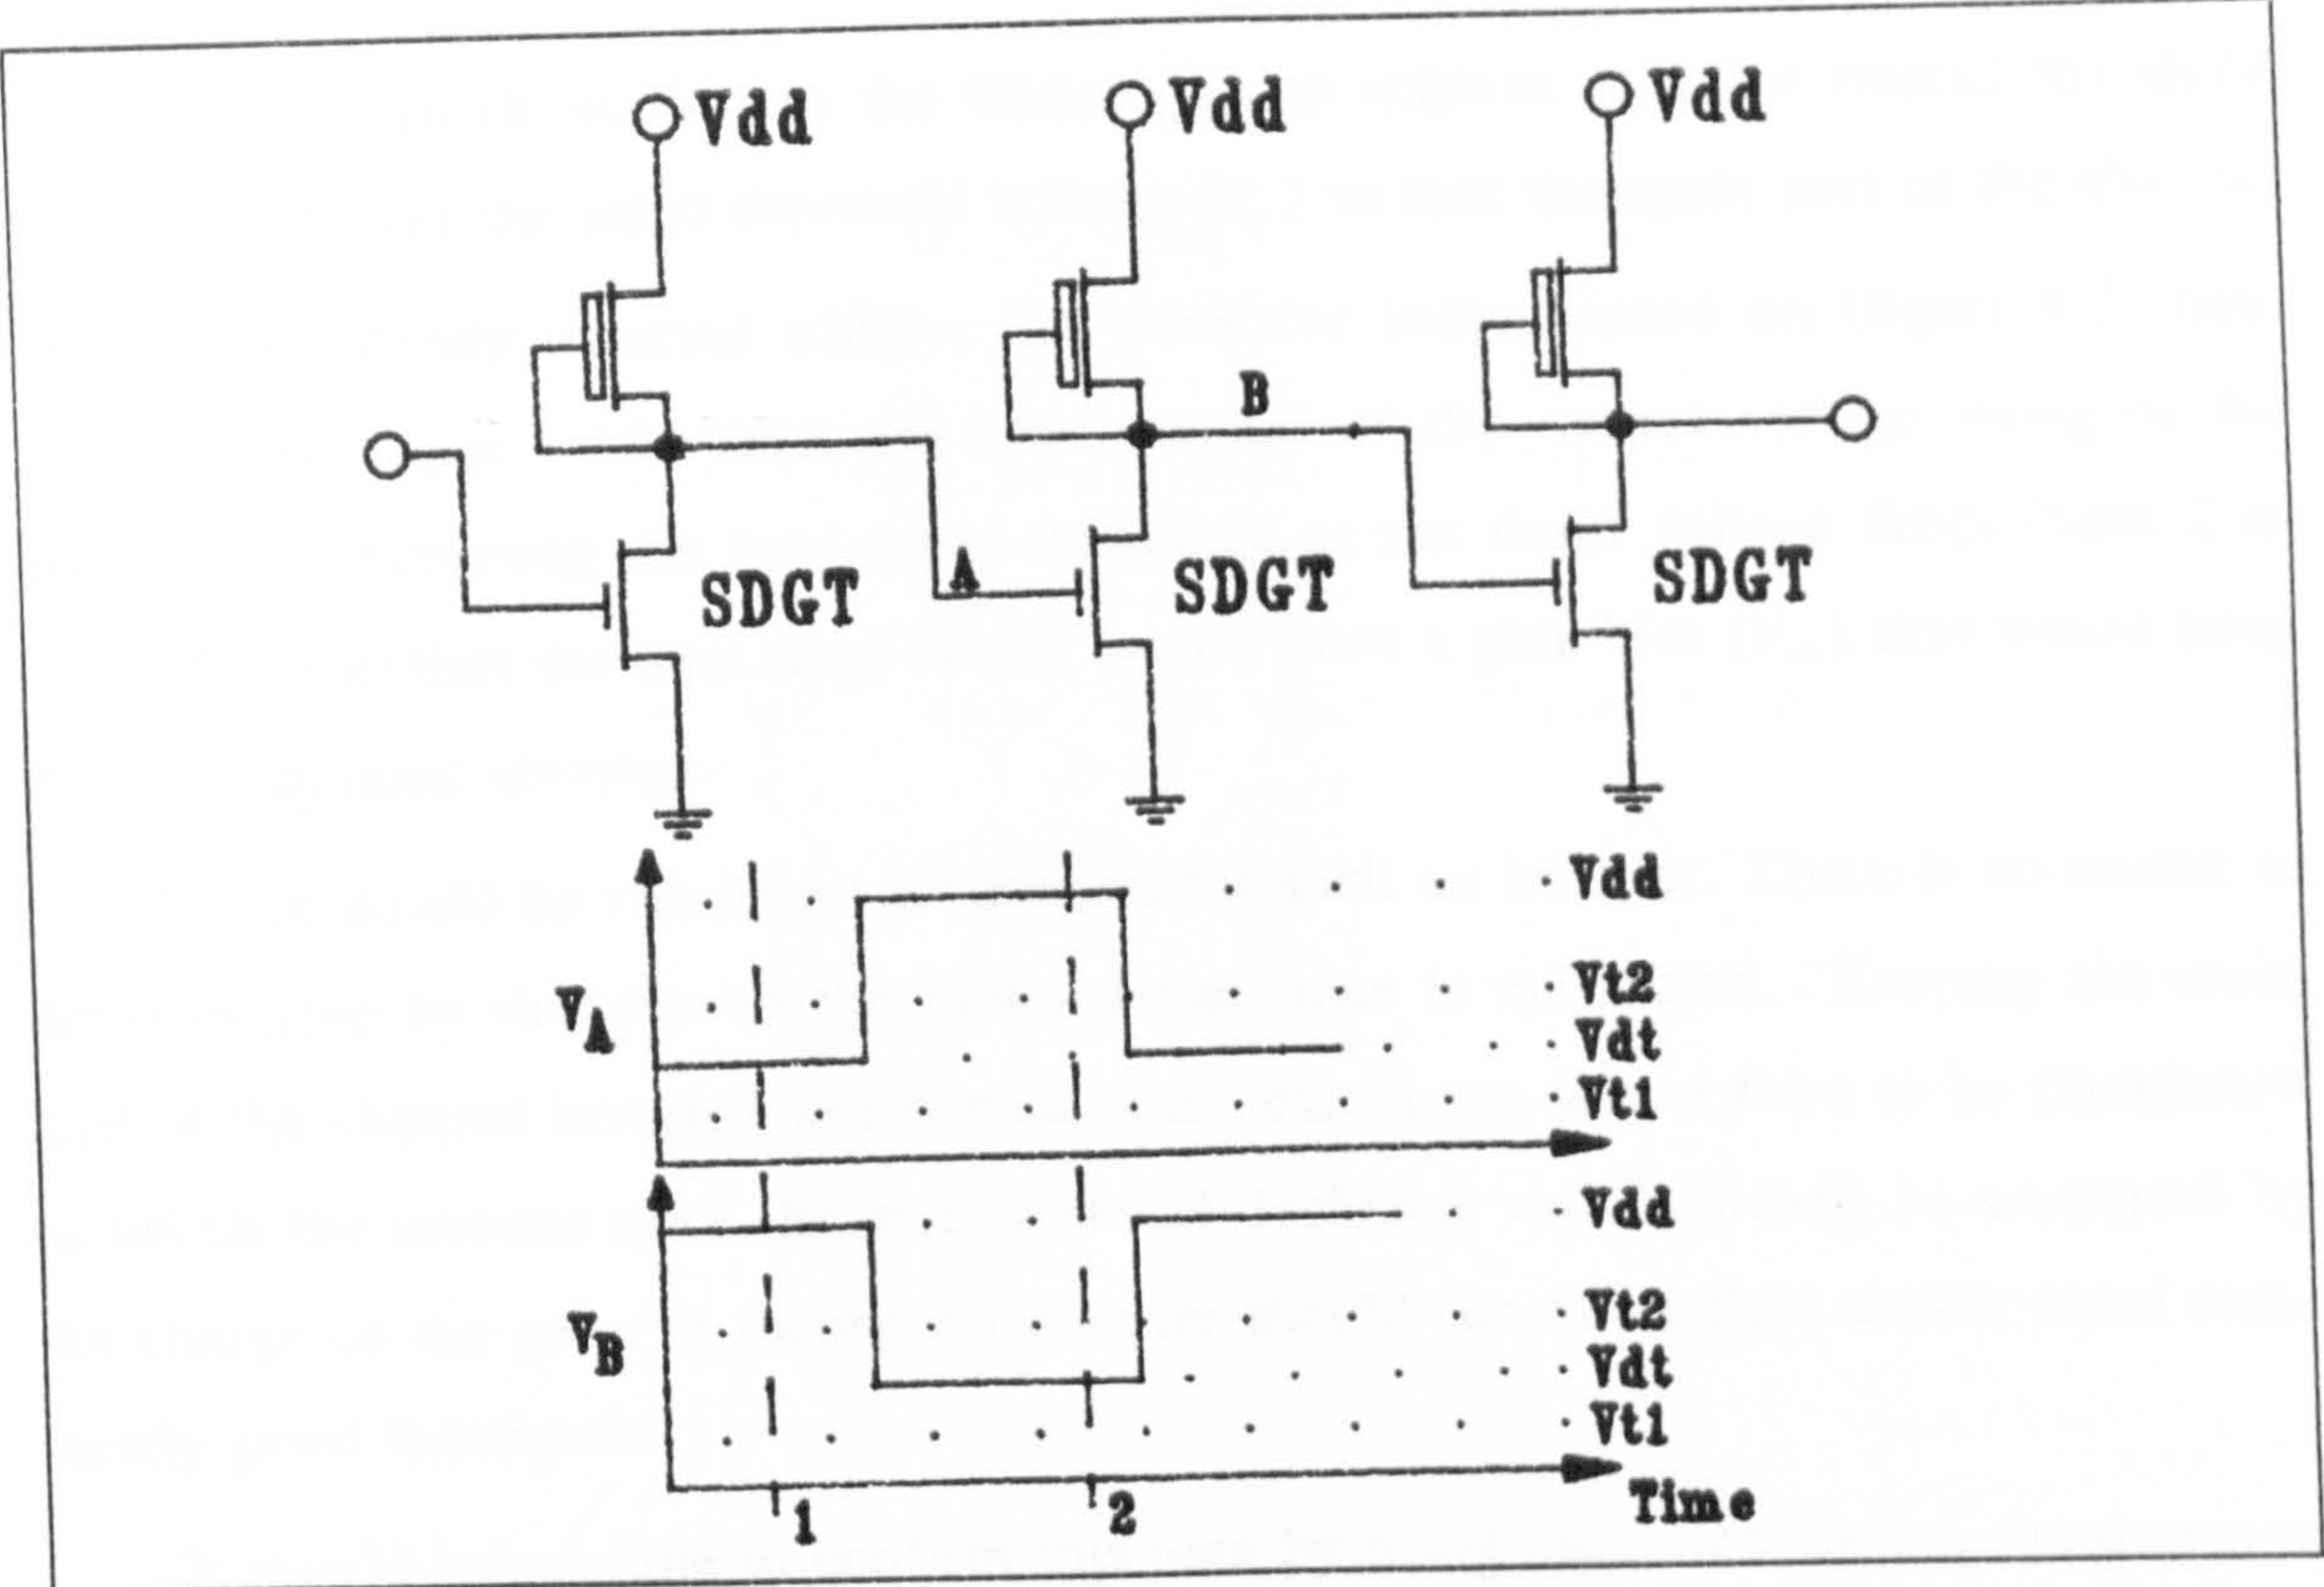 Vdd Vdd Vdd
B
A
SDGT SDGT SDGT
Vdd
Vt2
VA
Vdt
Vt1
Vdd
Vt2
VB
Vdt
Vt1
1 2 Time